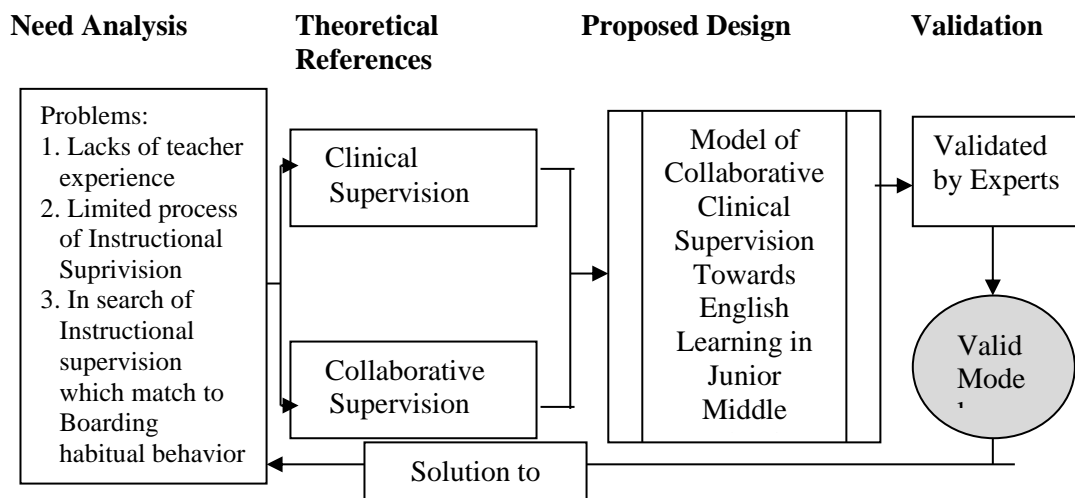 Need Analysis
Theoretical
References
Proposed Design
Validation
Problems:
1. Lacks of teacher
experience
2. Limited process
of Instructional
Suprivision
3. In search of
Instructional
supervision
which match to
Boarding
habitual behavior
Clinical
Supervision
Collaborative
Supervision
Model of
Collaborative
Clinical
Supervision
Towards
English
Learning in
Junior
Middle
Validated
by Experts
Valid
Mode
Solution to